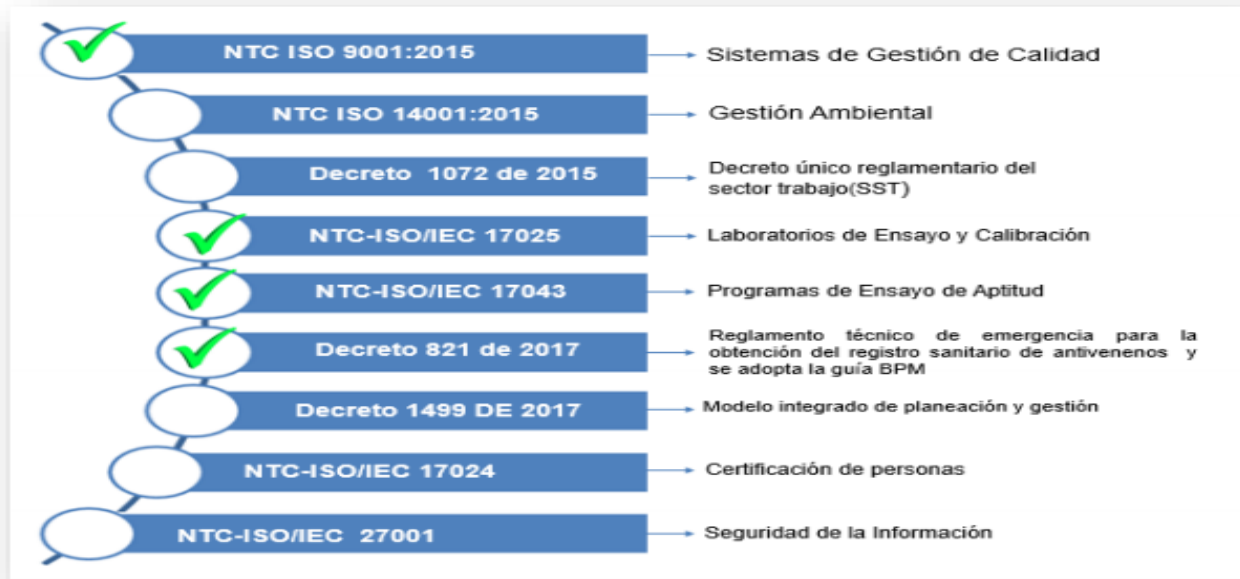 NTC ISO 9001:2015
Sistemas de Gestión de Calidad
NTC ISO 14001:2015
Gestión Ambiental
Decreto 1072 de 2015
Decreto único reglamentario del
sector trabajo(SST)
NTC-ISO/IEC 17025
Laboratorios de Ensayo y Calibración
NTC-ISO/IEC 17043
Programas de Ensayo de Aptitud
Decreto 821 de 2017
Reglamento técnico de emergencia para la
obtención del registro sanitario de antivenenos y
se adopta la guía BPM
Decreto 1499 DE 2017
Modelo integrado de planeación y gestión
NTC-ISO/IEC 17024
Certificación de personas
NTC-ISO/IEC 27001
Seguridad de la Información